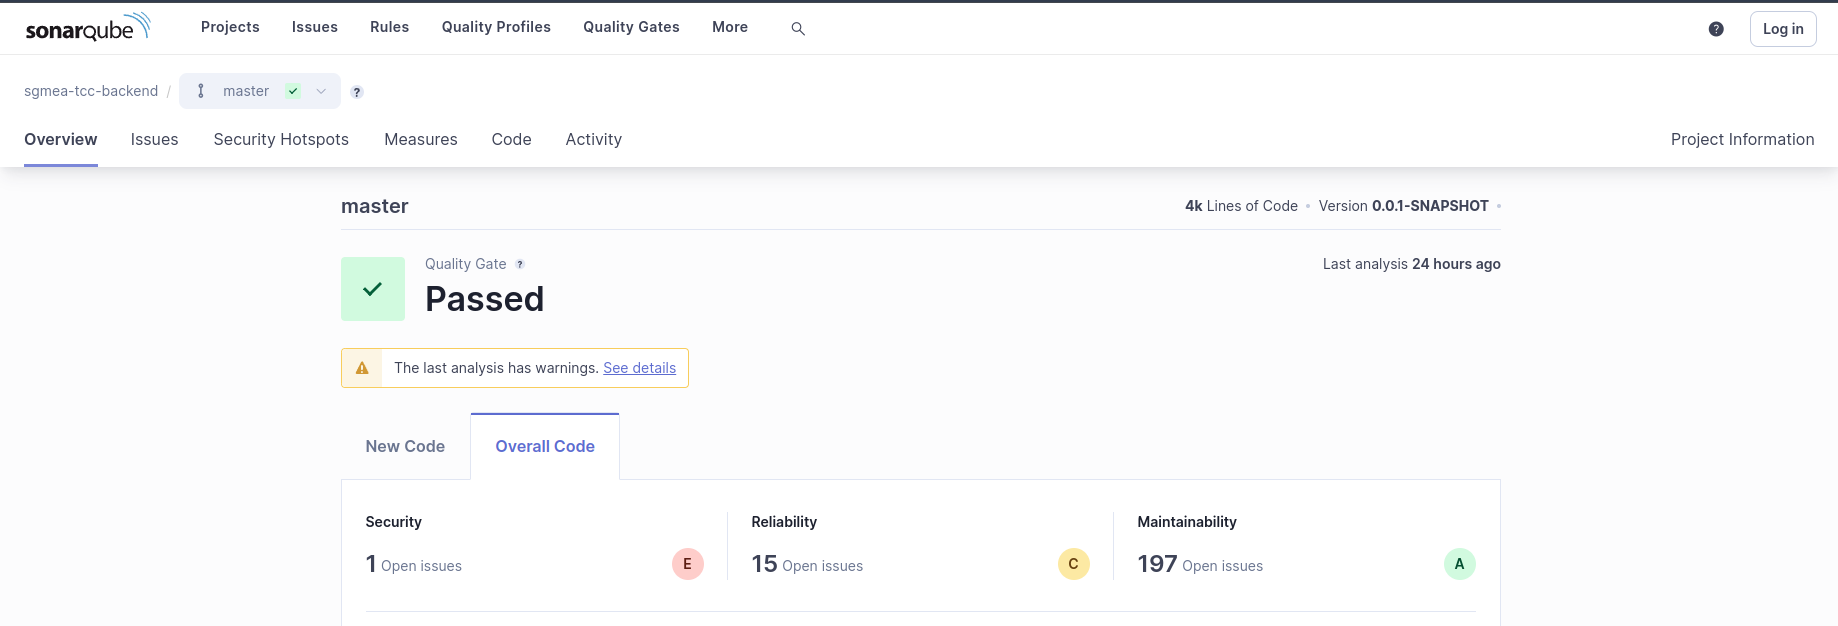 sonarqube Projects Issues Rules Quality Profiles Quality Gates More ? Log in
sgmea-tcc-backend / master ?
Overview Issues Security Hotspots Measures Code Activity Project Information
master 4k Lines of Code • Version 0.0.1-SNAPSHOT •
Quality Gate ? Last analysis 24 hours ago
Passed
The last analysis has warnings. See details
New Code Overall Code
Security Reliability Maintainability
1 Open issues E 15 Open issues C 197 Open issues A